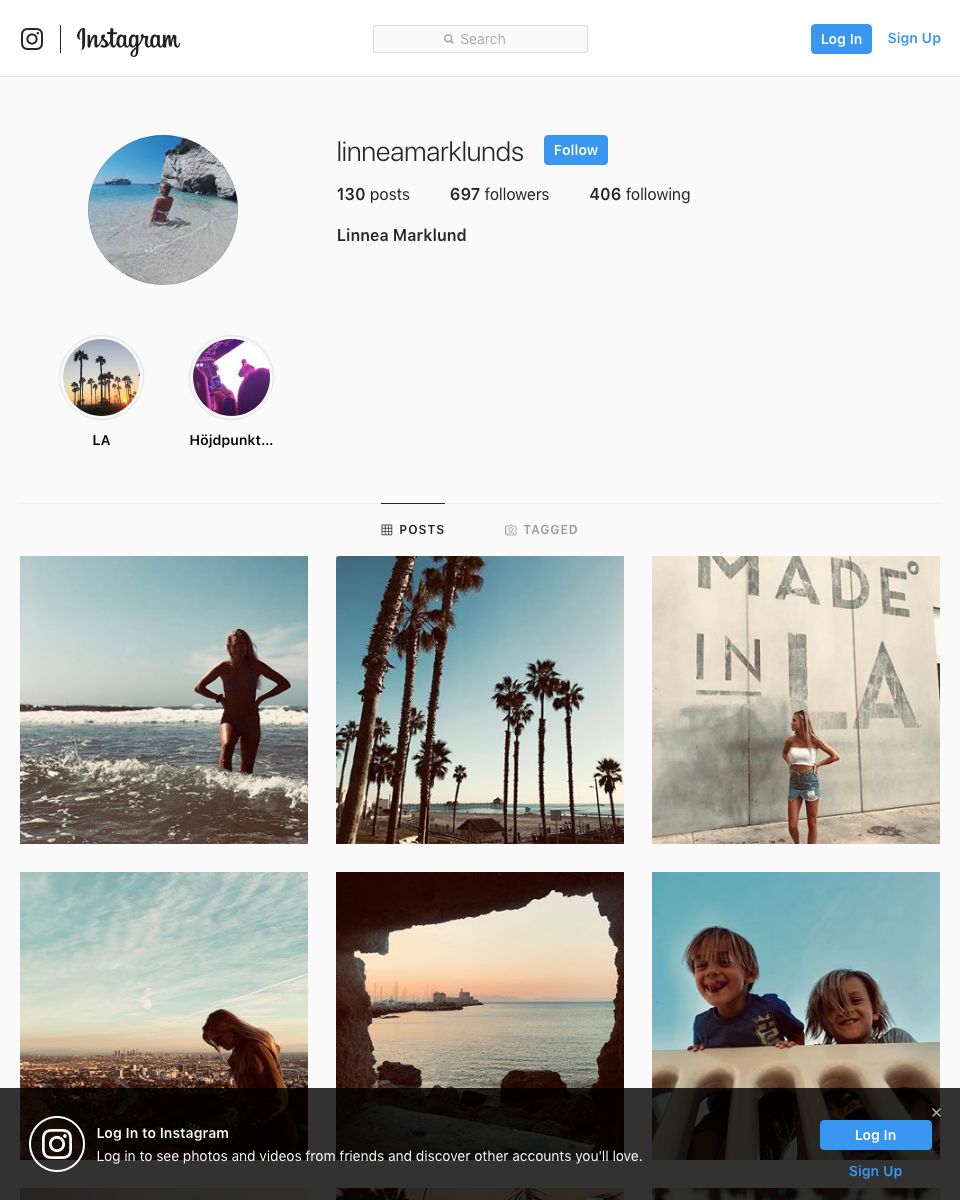 Instagram
Search
Log In
Sign Up
linneamarklunds
Follow
130 posts
697 followers
406 following
Linnea Marklund
LA
Höjdpunkt...
POSTS
TAGGED
MADE
IN LA
Log In to Instagram
Log in to see photos and videos from friends and discover other accounts you'll love.
Log In
Sign Up